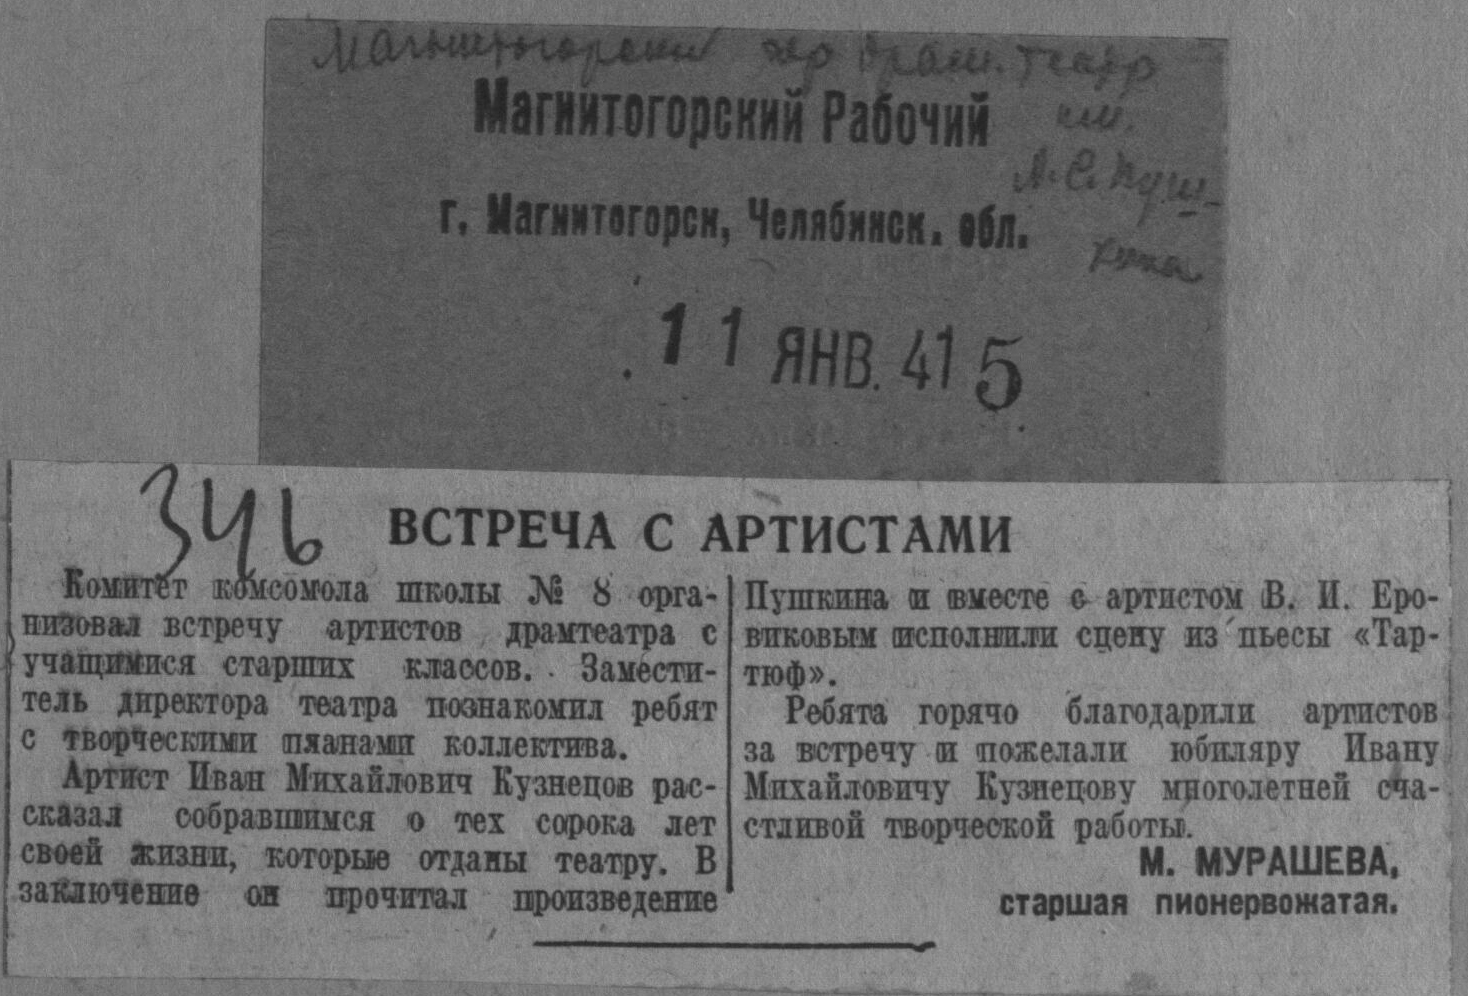 Магнитогорский
драм. театр
им.
А. С. Пуш-
кина
Магнитогорский Рабочий
г. Магнитогорск, Челябинск. обл.
11 ЯНВ. 41 5
346
ВСТРЕЧА С АРТИСТАМИ
Комитет комсомола школы № 8 орга-
низовал встречу артистов драмтеатра с
учащимися старших классов. Замести-
тель директора театра познакомил ребят
с творческими планами коллектива.
Артист Иван Михайлович Кузнецов рас-
сказал собравшимся о тех сорока лет
своей жизни, которые отданы театру. В
заключение он прочитал произведение
Пушкина и вместе с артистом В. И. Еро-
виковым исполнили сцену из пьесы «Тар-
тюф».
Ребята горячо благодарили артистов
за встречу и пожелали юбиляру Ивану
Михайловичу Кузнецову многолетней сча-
стливой творческой работы.
М. МУРАШЕВА,
старшая пионервожатая.